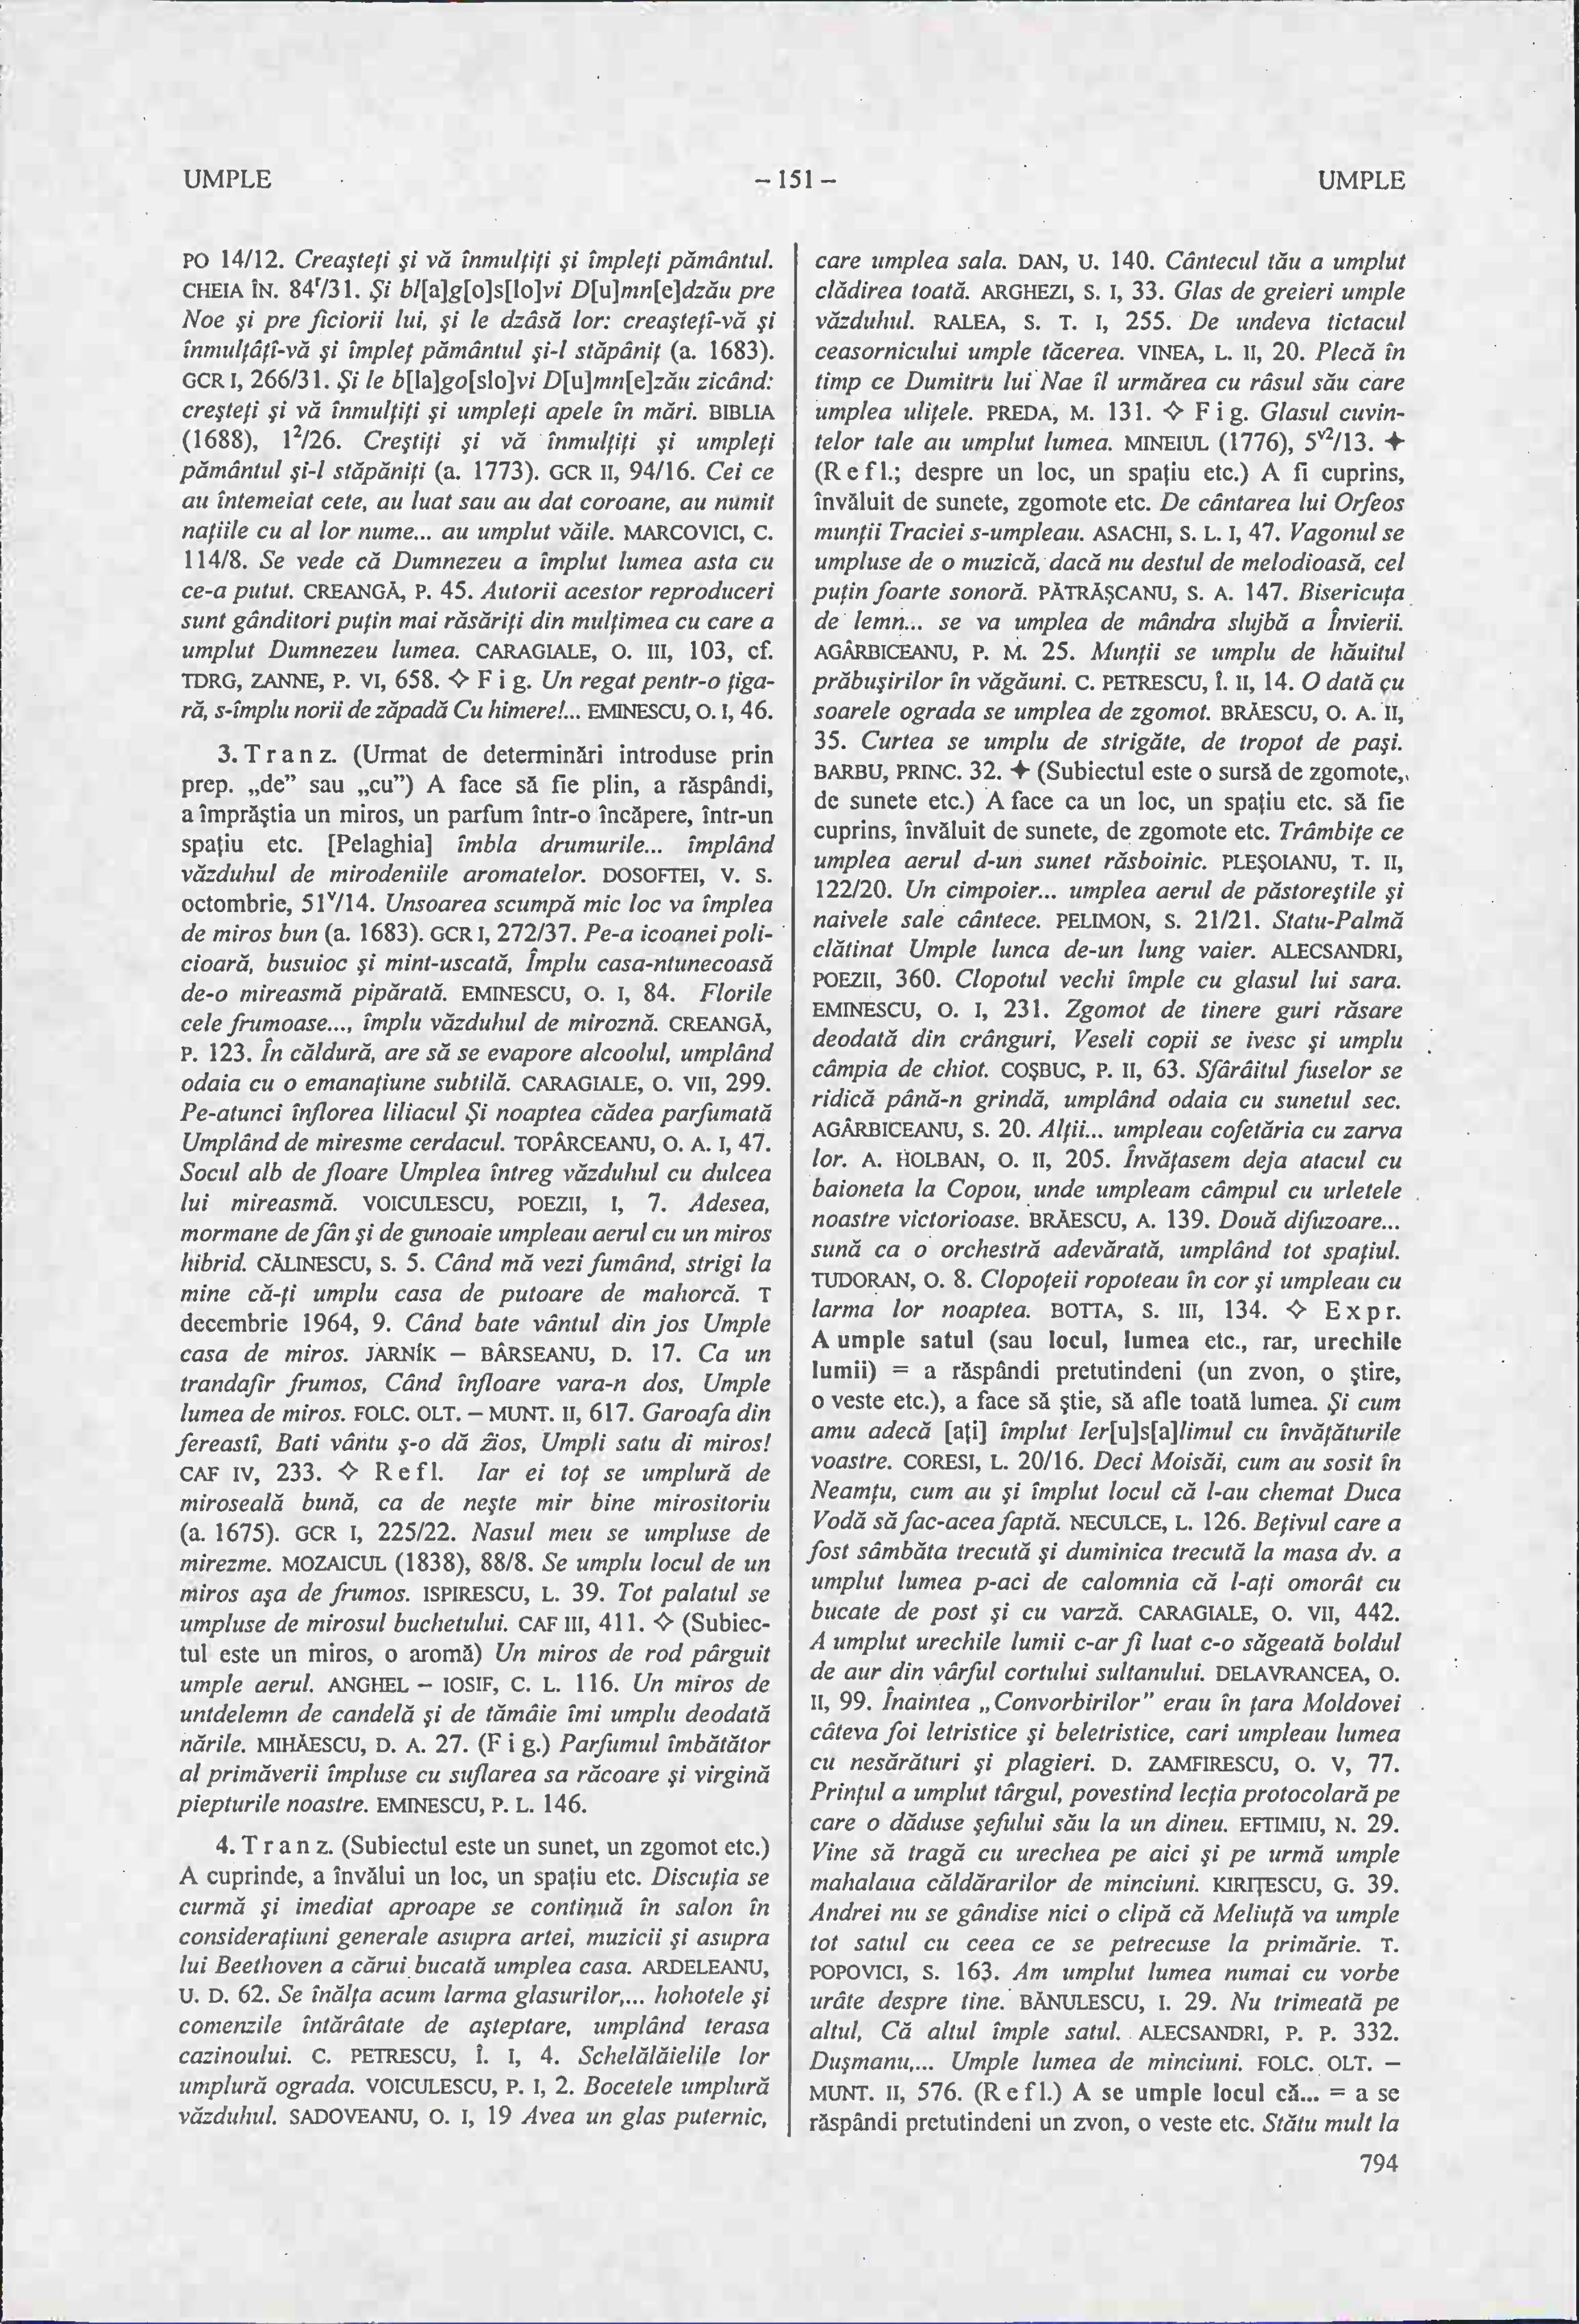 UMPLE
– 151 –
UMPLE
PO 14/12. Creaşteţi şi vă înmulţiţi şi împleţi pământul.
CHEIA ÎN. 84ʳ/31. Şi bl[a]g[o]s[lo]vi D[u]mn[e]dzău pre
Noe şi pre ficiorii lui, şi le dzâsă lor: creaşteţî-vă şi
înmulţâţî-vă şi împleţ pământul şi-l stăpâniţ (a. 1683).
GCR I, 266/31. Şi le b[la]go[slo]vi D[u]mn[e]zău zicând:
creşteţi şi vă înmulţiţi şi umpleţi apele în mări. BIBLIA
(1688), 1²/26. Creştiţi şi vă înmulţiţi şi umpleţi
pământul şi-l stăpăniţi (a. 1773). GCR II, 94/16. Cei ce
au întemeiat cete, au luat sau au dat coroane, au numit
naţiile cu al lor nume... au umplut văile. MARCOVICI, C.
114/8. Se vede că Dumnezeu a împlut lumea asta cu
ce-a putut. CREANGĂ, P. 45. Autorii acestor reproduceri
sunt gânditori puţin mai răsăriţi din mulţimea cu care a
umplut Dumnezeu lumea. CARAGIALE, O. III, 103, cf.
TDRG, ZANNE, P. VI, 658. ◇ F i g. Un regat pentr-o ţiga-
ră, s-împlu norii de zăpadă Cu himere!... EMINESCU, O. I, 46.
3. T r a n z. (Urmat de determinări introduse prin
prep. „de” sau „cu”) A face să fie plin, a răspândi,
a împrăştia un miros, un parfum într-o încăpere, într-un
spaţiu etc. [Pelaghia] îmbla drumurile... împlând
văzduhul de mirodeniile aromatelor. DOSOFTEI, V. S.
octombrie, 51ᵛ/14. Unsoarea scumpă mic loc va împlea
de miros bun (a. 1683). GCR I, 272/37. Pe-a icoanei poli-
cioară, busuioc şi mint-uscată, Împlu casa-ntunecoasă
de-o mireasmă pipărată. EMINESCU, O. I, 84. Florile
cele frumoase..., împlu văzduhul de miroznă. CREANGĂ,
P. 123. În căldură, are să se evapore alcoolul, umplând
odaia cu o emanaţiune subtilă. CARAGIALE, O. VII, 299.
Pe-atunci înflorea liliacul Şi noaptea cădea parfumată
Umplând de miresme cerdacul. TOPÂRCEANU, O. A. I, 47.
Socul alb de floare Umplea întreg văzduhul cu dulcea
lui mireasmă. VOICULESCU, POEZII, I, 7. Adesea,
mormane de fân şi de gunoaie umpleau aerul cu un miros
hibrid. CĂLINESCU, S. 5. Când mă vezi fumând, strigi la
mine că-ţi umplu casa de putoare de mahorcă. T
decembrie 1964, 9. Când bate vântul din jos Umple
casa de miros. JARNÍK – BÂRSEANU, D. 17. Ca un
trandafir frumos, Când înfloare vara-n dos, Umple
lumea de miros. FOLC. OLT. – MUNT. II, 617. Garoafa din
fereastî, Bati vântu ş-o dă źios, Umpli satu di miros!
CAF IV, 233. ◇ R e f l. Iar ei toţ se umplură de
miroseală bună, ca de neşte mir bine mirositoriu
(a. 1675). GCR I, 225/22. Nasul meu se umpluse de
mirezme. MOZAICUL (1838), 88/8. Se umplu locul de un
miros aşa de frumos. ISPIRESCU, L. 39. Tot palatul se
umpluse de mirosul buchetului. CAF III, 411. ◇ (Subiec-
tul este un miros, o aromă) Un miros de rod pârguit
umple aerul. ANGHEL – IOSIF, C. L. 116. Un miros de
untdelemn de candelă şi de tămâie îmi umplu deodată
nările. MIHĂESCU, D. A. 27. (F i g.) Parfumul îmbătător
al primăverii împluse cu suflarea sa răcoare şi virgină
piepturile noastre. EMINESCU, P. L. 146.
4. T r a n z. (Subiectul este un sunet, un zgomot etc.)
A cuprinde, a învălui un loc, un spaţiu etc. Discuţia se
curmă şi imediat aproape se continuă în salon în
consideraţiuni generale asupra artei, muzicii şi asupra
lui Beethoven a cărui bucată umplea casa. ARDELEANU,
U. D. 62. Se înălţa acum larma glasurilor,... hohotele şi
comenzile întărâtate de aşteptare, umplând terasa
cazinoului. C. PETRESCU, Î. I, 4. Schelălăielile lor
umplură ograda. VOICULESCU, P. I, 2. Bocetele umplură
văzduhul. SADOVEANU, O. I, 19 Avea un glas puternic,
care umplea sala. DAN, U. 140. Cântecul tău a umplut
clădirea toată. ARGHEZI, S. I, 33. Glas de greieri umple
văzduhul. RALEA, S. T. I, 255. De undeva tictacul
ceasornicului umple tăcerea. VINEA, L. II, 20. Plecă în
timp ce Dumitru lui Nae îl urmărea cu râsul său care
umplea uliţele. PREDA, M. 131. ◇ F i g. Glasul cuvin-
telor tale au umplut lumea. MINEIUL (1776), 5ᵛ²/13. ✦
(R e f l.; despre un loc, un spaţiu etc.) A fi cuprins,
învăluit de sunete, zgomote etc. De cântarea lui Orfeos
munţii Traciei s-umpleau. ASACHI, S. L. I, 47. Vagonul se
umpluse de o muzică, dacă nu destul de melodioasă, cel
puţin foarte sonoră. PĂTRĂŞCANU, S. A. 147. Bisericuţa
de lemn... se va umplea de mândra slujbă a Învierii.
AGÂRBICEANU, P. M. 25. Munţii se umplu de hăuitul
prăbuşirilor în văgăuni. C. PETRESCU, Î. II, 14. O dată cu
soarele ograda se umplea de zgomot. BRĂESCU, O. A. II,
35. Curtea se umplu de strigăte, de tropot de paşi.
BARBU, PRINC. 32. ✦ (Subiectul este o sursă de zgomote,
de sunete etc.) A face ca un loc, un spaţiu etc. să fie
cuprins, învăluit de sunete, de zgomote etc. Trâmbiţe ce
umplea aerul d-un sunet răsboinic. PLEŞOIANU, T. II,
122/20. Un cimpoier... umplea aerul de păstoreştile şi
naivele sale cântece. PELIMON, S. 21/21. Statu-Palmă
clătinat Umple lunca de-un lung vaier. ALECSANDRI,
POEZII, 360. Clopotul vechi împle cu glasul lui sara.
EMINESCU, O. I, 231. Zgomot de tinere guri răsare
deodată din crânguri, Veseli copii se ivesc şi umplu
câmpia de chiot. COŞBUC, P. II, 63. Sfârâitul fuselor se
ridică până-n grindă, umplând odaia cu sunetul sec.
AGÂRBICEANU, S. 20. Alţii... umpleau cofetăria cu zarva
lor. A. HOLBAN, O. II, 205. Învăţasem deja atacul cu
baioneta la Copou, unde umpleam câmpul cu urletele
noastre victorioase. BRĂESCU, A. 139. Două difuzoare...
sună ca o orchestră adevărată, umplând tot spaţiul.
TUDORAN, O. 8. Clopoţeii ropoteau în cor şi umpleau cu
larma lor noaptea. BOTTA, S. III, 134. ◇ E x p r.
A umple satul (sau locul, lumea etc., rar, urechile
lumii) = a răspândi pretutindeni (un zvon, o ştire,
o veste etc.), a face să ştie, să afle toată lumea. Şi cum
amu adecă [aţi] împlut Ier[u]s[a]limul cu învăţăturile
voastre. CORESI, L. 20/16. Deci Moisăi, cum au sosit în
Neamţu, cum au şi împlut locul că l-au chemat Duca
Vodă să fac-acea faptă. NECULCE, L. 126. Beţivul care a
fost sâmbăta trecută şi duminica trecută la masa dv. a
umplut lumea p-aci de calomnia că l-aţi omorât cu
bucate de post şi cu varză. CARAGIALE, O. VII, 442.
A umplut urechile lumii c-ar fi luat c-o săgeată boldul
de aur din vârful cortului sultanului. DELAVRANCEA, O.
II, 99. Înaintea „Convorbirilor” erau în ţara Moldovei
câteva foi letristice şi beletristice, cari umpleau lumea
cu nesărături şi plagieri. D. ZAMFIRESCU, O. V, 77.
Prinţul a umplut târgul, povestind lecţia protocolară pe
care o dăduse şefului său la un dineu. EFTIMIU, N. 29.
Vine să tragă cu urechea pe aici şi pe urmă umple
mahalaua căldărarilor de minciuni. KIRIŢESCU, G. 39.
Andrei nu se gândise nici o clipă că Meliuţă va umple
tot satul cu ceea ce se petrecuse la primărie. T.
POPOVICI, S. 163. Am umplut lumea numai cu vorbe
urâte despre tine. BĂNULESCU, I. 29. Nu trimeată pe
altul, Că altul împle satul. ALECSANDRI, P. P. 332.
Duşmanu,... Umple lumea de minciuni. FOLC. OLT. –
MUNT. II, 576. (R e f l.) A se umple locul că... = a se
răspândi pretutindeni un zvon, o veste etc. Stătu mult la
794